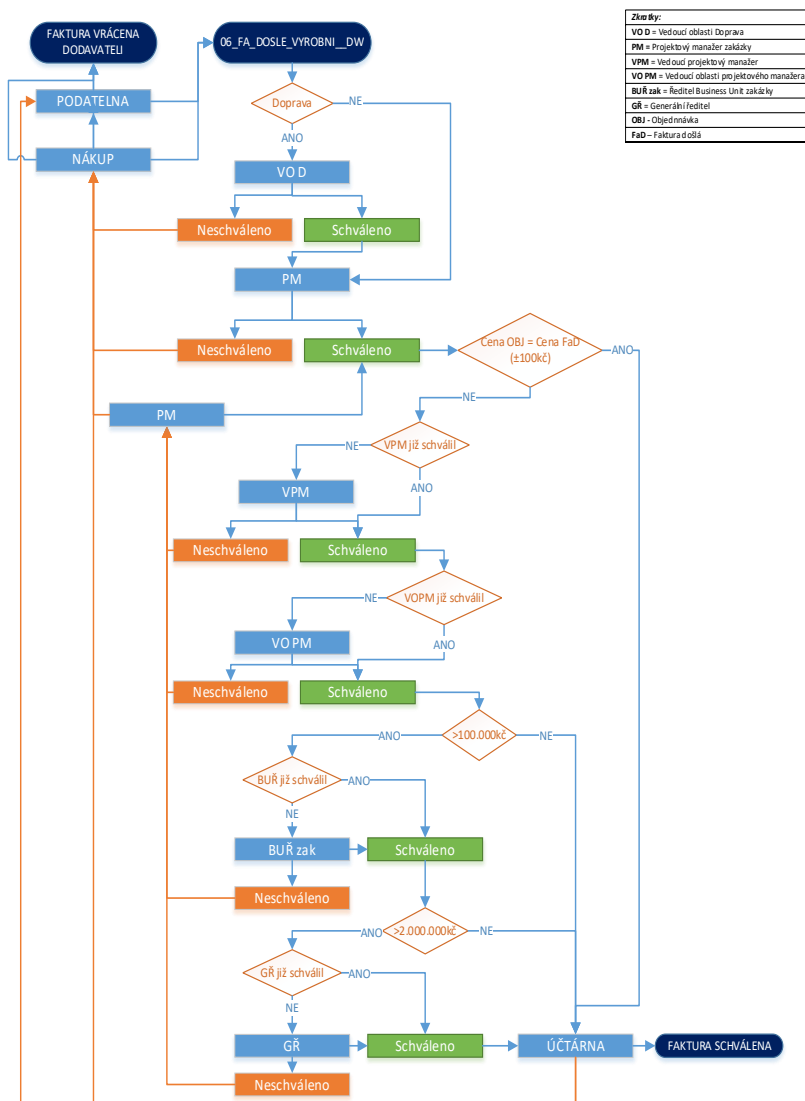 FAKTURA VRÁCENA
DODAVATELI
06_FA_DOSLE_VYROBNI__DW
Zkratky:
VO D = Vedoucí oblasti Doprava
PM = Projektový manažer zakázky
VPM = Vedoucí projektový manažer
VO PM = Vedoucí oblasti projektového manažera
BUŘ zak = Ředitel Business Unit zakázky
GŘ = Generální ředitel
OBJ - Objednnávka
FaD – Faktura došlá
PODATELNA
Doprava
NE
ANO
NÁKUP
VO D
Neschváleno
Schváleno
PM
Neschváleno
Schváleno
Cena OBJ = Cena FaD
(±100kč)
ANO
NE
PM
VPM již schválil
NE
ANO
VPM
Neschváleno
Schváleno
VOPM již schválil
NE
ANO
VO PM
Neschváleno
Schváleno
>100.000kč
ANO
NE
BUŘ již schválil
ANO
NE
BUŘ zak
Schváleno
Neschváleno
>2.000.000kč
ANO
NE
GŘ již schválil
ANO
NE
GŘ
Schváleno
ÚČTÁRNA
FAKTURA SCHVÁLENA
Neschváleno